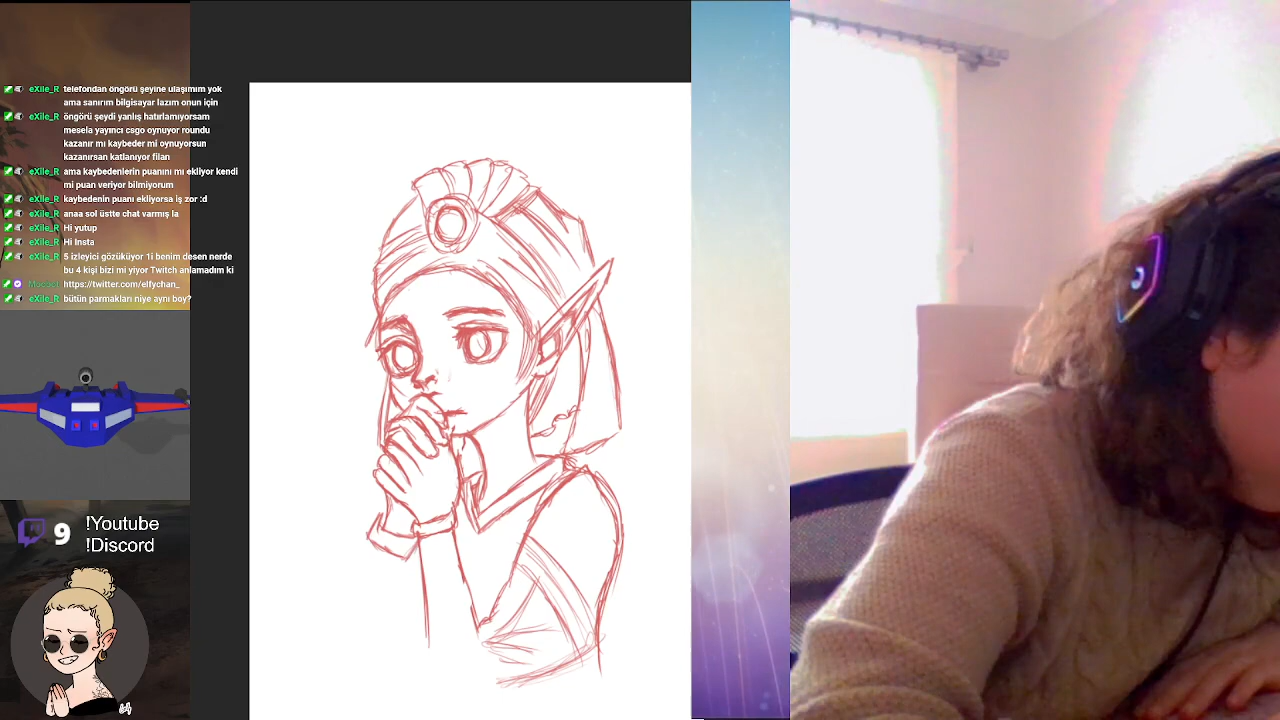 eXile_R telefondan öngörü şeyine ulaşımım yok
ama sanırım bilgisayar lazım onun için
eXile_R öngörü şeydi yanlış hatırlamıyorsam
mesela yayıncı csgo oynuyor roundu
kazanır mı kaybeder mi oynuyorsun
kazanırsan katlanıyor filan
eXile_R ama kaybedenlerin puanını mı ekliyor kendi
mi puan veriyor bilmiyorum
eXile_R kaybedenin puanı ekliyorsa iş zor :d
eXile_R anaa sol üstte chat varmış la
eXile_R Hi yutup
eXile_R Hi Insta
eXile_R 5 izleyici gözüküyor 1i benim desen nerde
bu 4 kişi bizi mi yiyor Twitch anlamadım ki
https://twitter.com/elfychan_
eXile_R bütün parmakları niye aynı boy?
9 !Youtube
!Discord